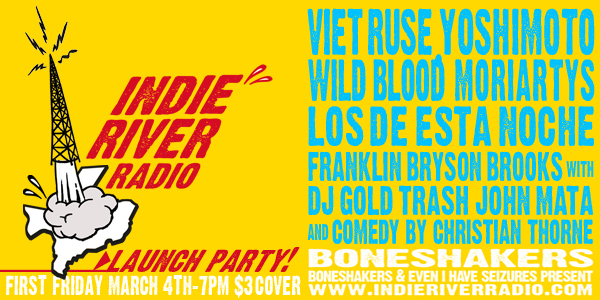 INDIE
RIVER
RADIO
LAUNCH PARTY!
FIRST FRIDAY MARCH 4TH-7PM $3 COVER
VIET RUSE, YOSHIMOTO
WILD BLOOD, MORIARTYS
LOS DE ESTA NOCHE
FRANKLIN BRYSON BROOKS WITH
DJ GOLD TRASH JOHN MATA
AND COMEDY BY CHRISTIAN THORNE
BONESHAKERS
BONESHAKERS & EVEN I HAVE SEIZURES PRESENT
WWW.INDIERIVERRADIO.COM